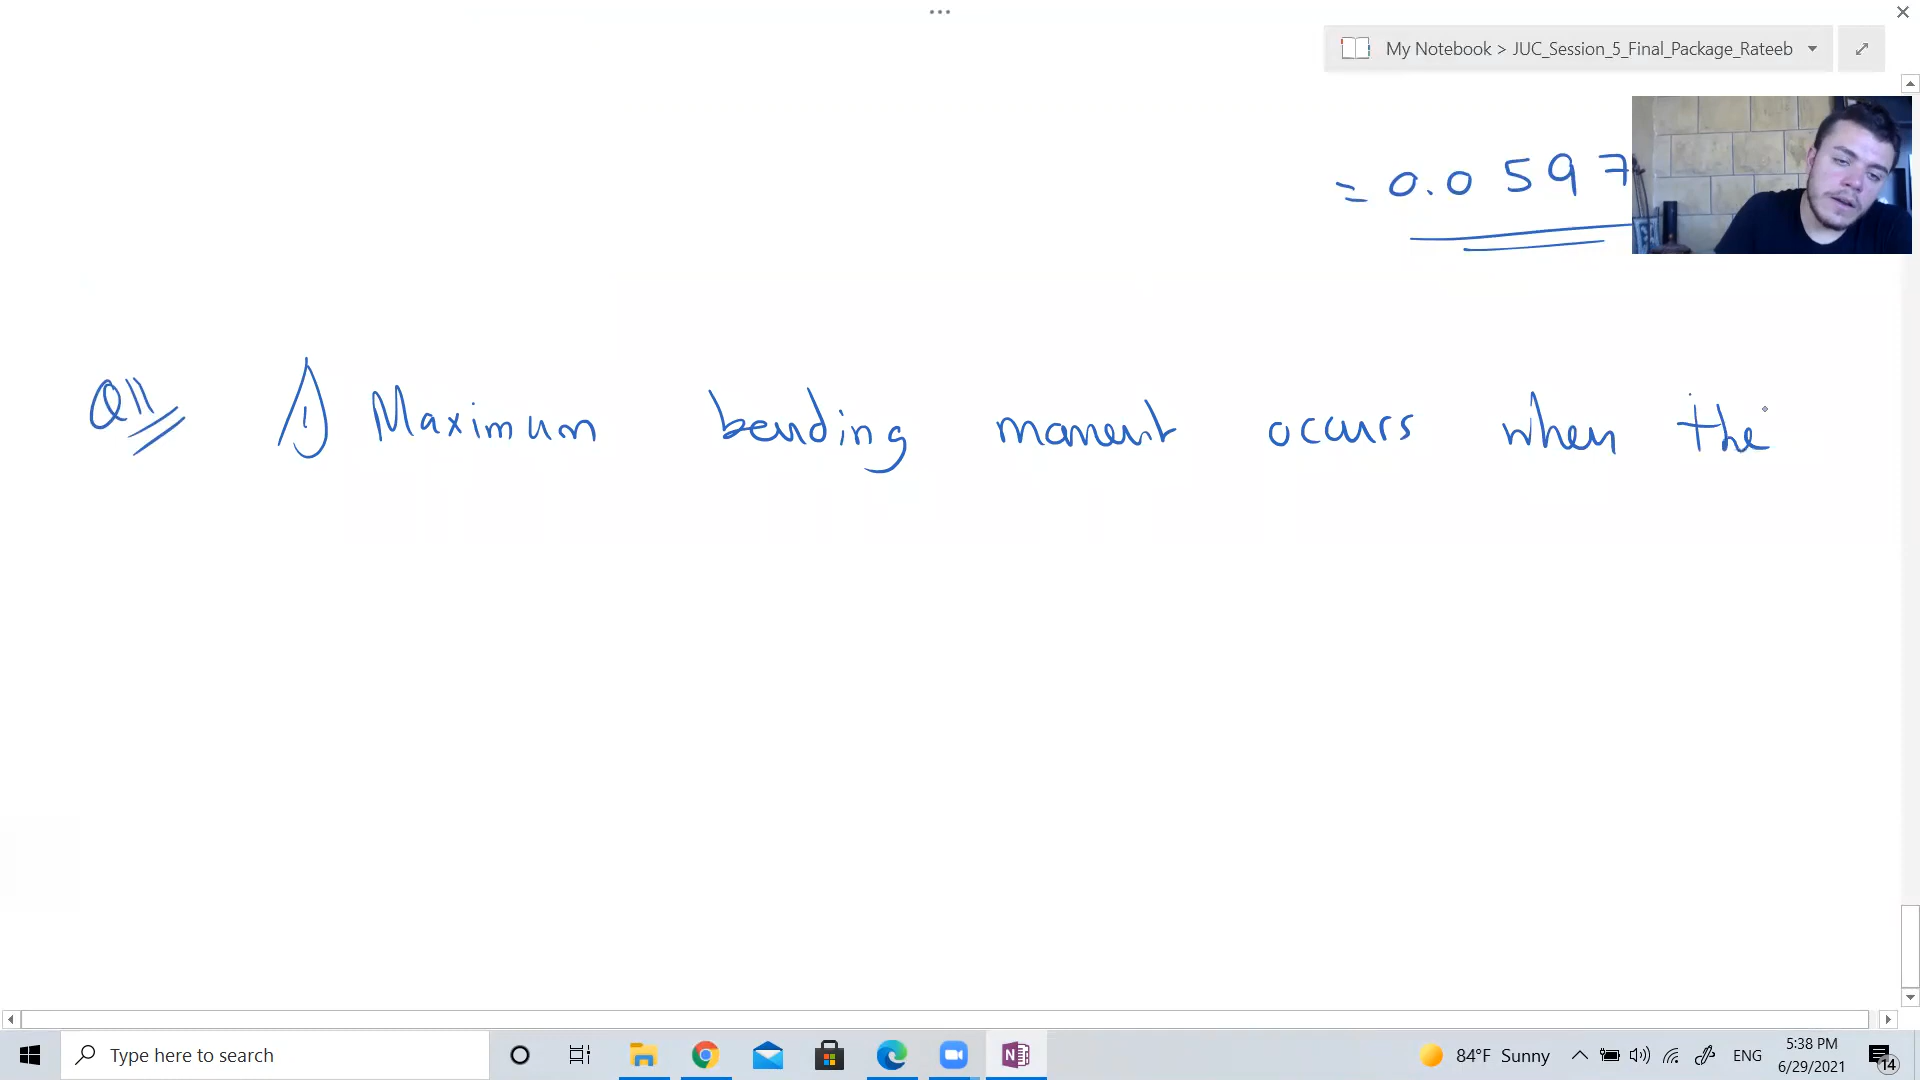 My Notebook > JUC_Session_5_Final_Package_Rateeb
= 0.0597
Q11 1) Maximum bending moment occurs when the
Type here to search
84°F Sunny
ENG
5:38 PM
6/29/2021
14